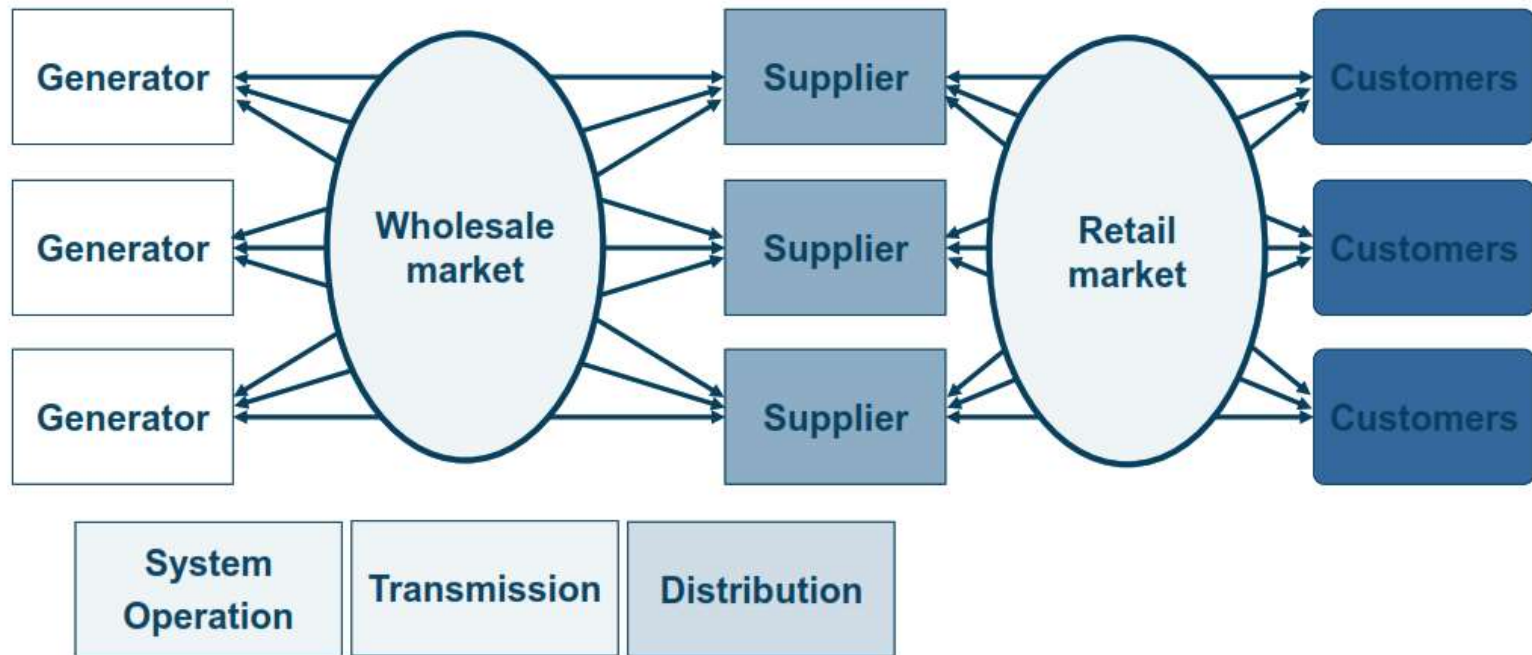 Generator
Supplier
Customers
Generator
Wholesale
market
Supplier
Retail
market
Customers
Generator
Supplier
Customers
System
Operation
Transmission
Distribution